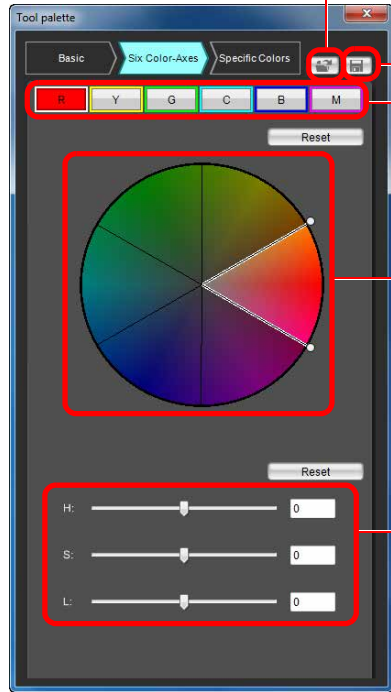 Tool palette
Basic Six Color-Axes Specific Colors
R Y G C B M
Reset
Reset
H: 0
S: 0
L: 0